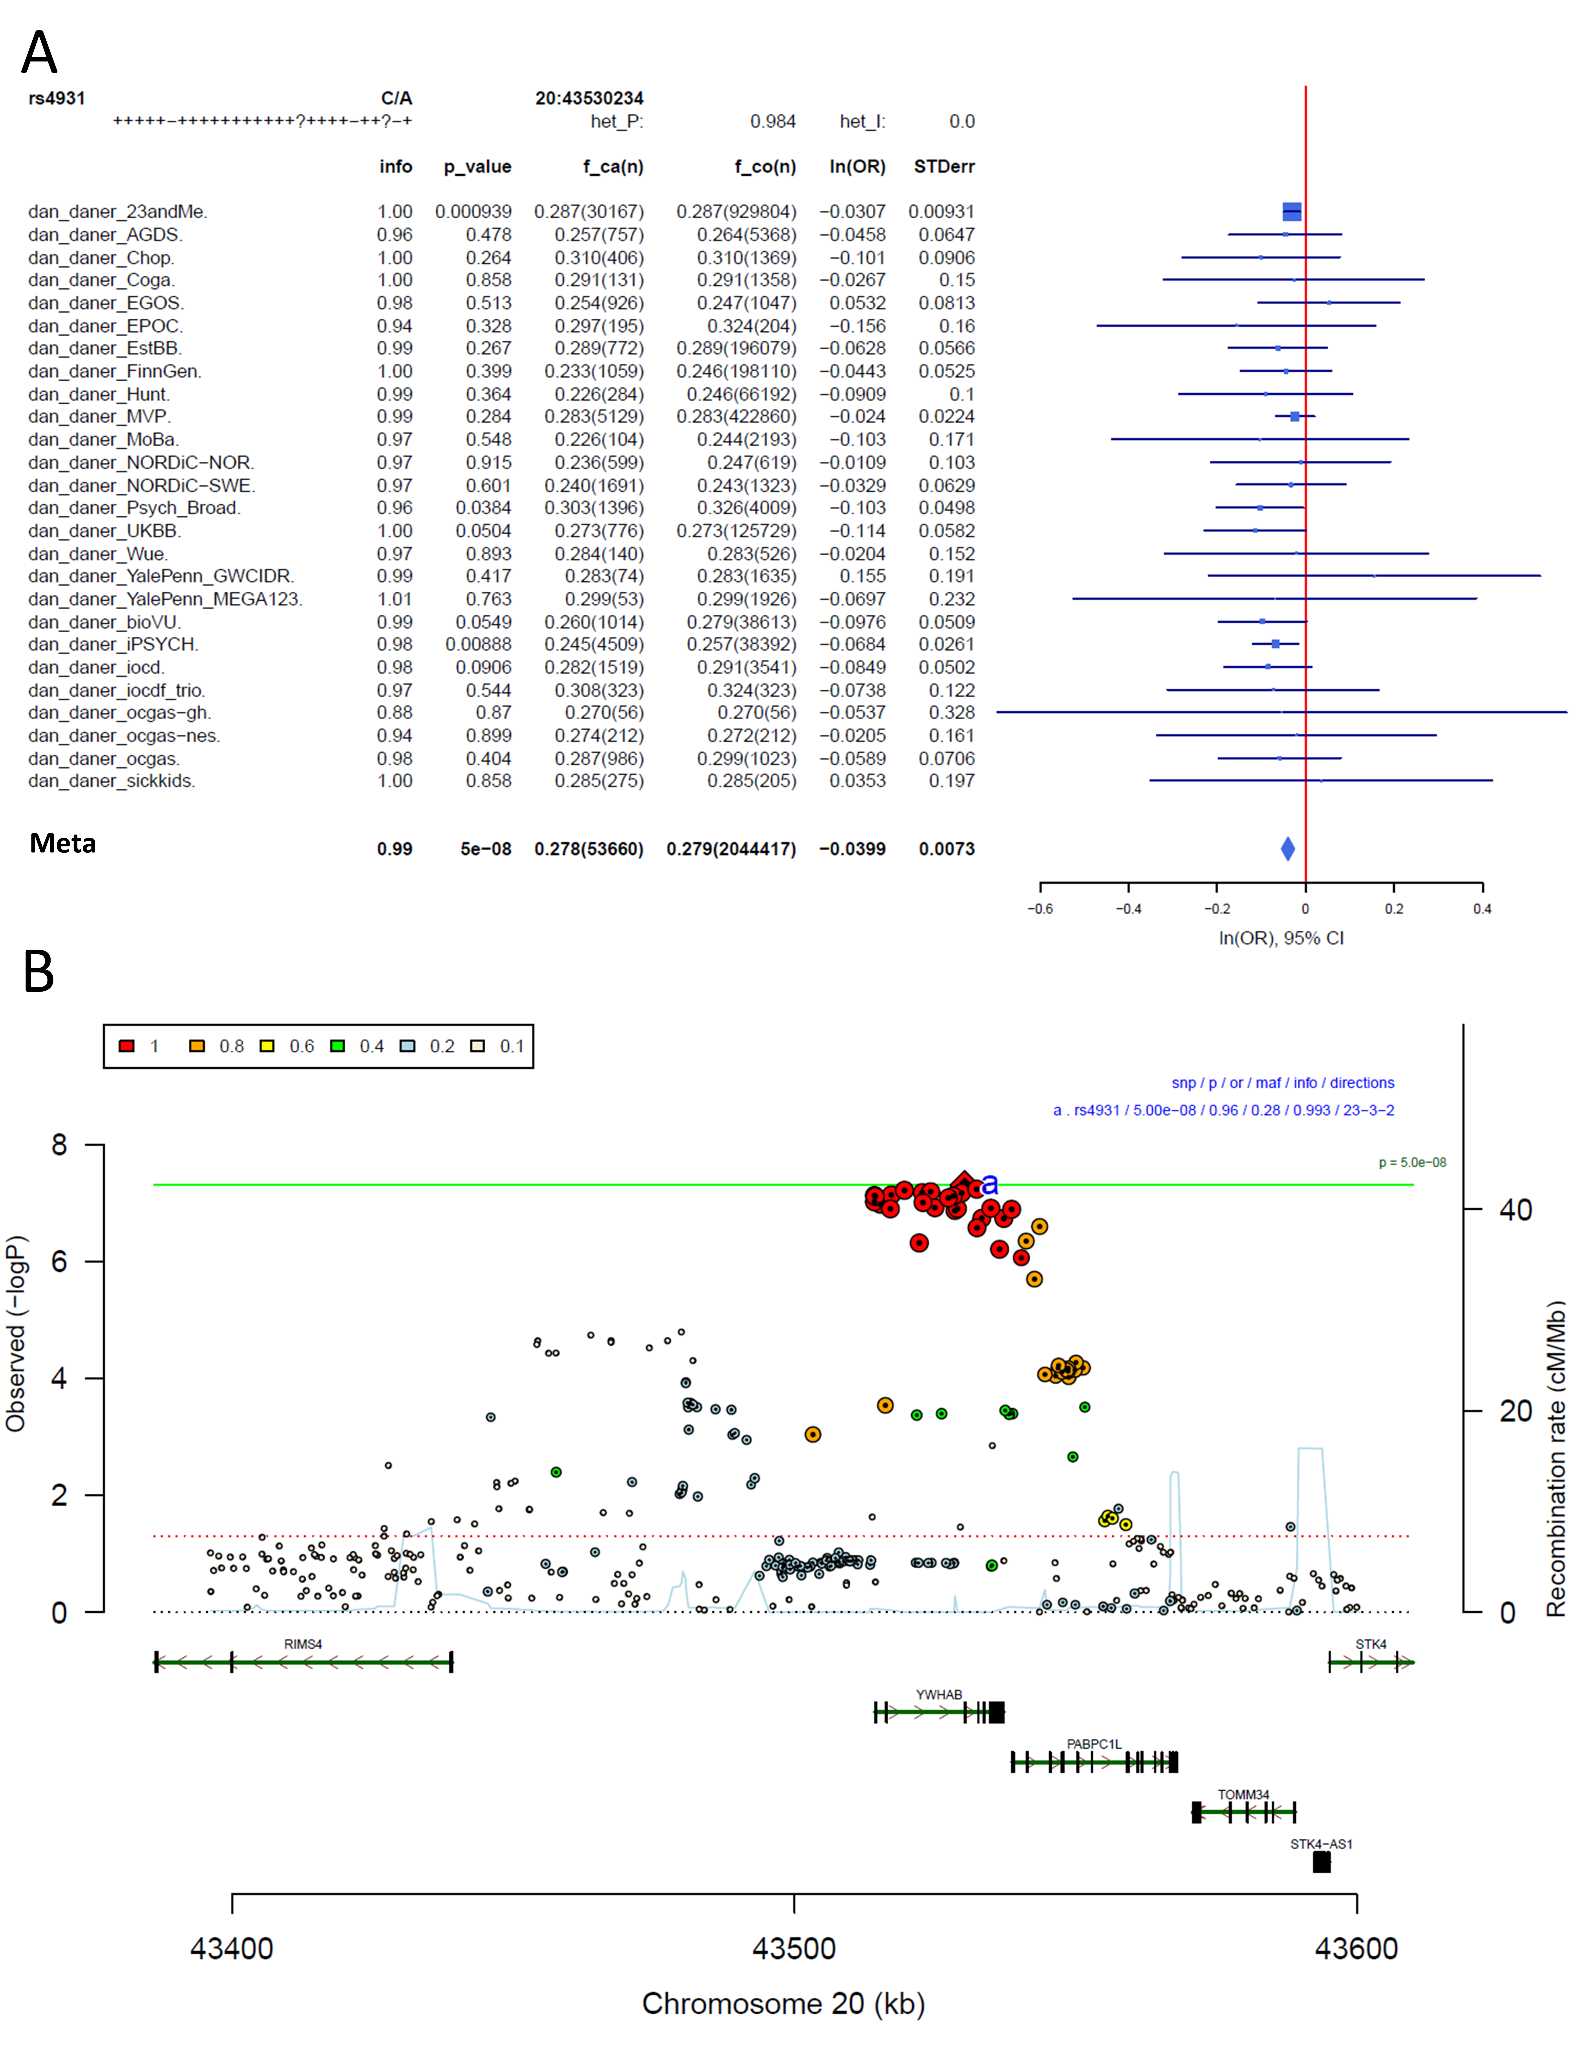 A
rs4931 C/A 20:43530234
+++++−+++++++++++?++++−++?−+ het_P: 0.984 het_I: 0.0
info p_value f_ca(n) f_co(n) ln(OR) STDerr
dan_daner_23andMe. 1.00 0.000939 0.287(30167) 0.287(929804) −0.0307 0.00931
dan_daner_AGDS. 0.96 0.478 0.257(757) 0.264(5368) −0.0458 0.0647
dan_daner_Chop. 1.00 0.264 0.310(406) 0.310(1369) −0.101 0.0906
dan_daner_Coga. 1.00 0.858 0.291(131) 0.291(1358) −0.0267 0.15
dan_daner_EGOS. 0.98 0.513 0.254(926) 0.247(1047) 0.0532 0.0813
dan_daner_EPOC. 0.94 0.328 0.297(195) 0.324(204) −0.156 0.16
dan_daner_EstBB. 0.99 0.267 0.289(772) 0.289(196079) −0.0628 0.0566
dan_daner_FinnGen. 1.00 0.399 0.233(1059) 0.246(198110) −0.0443 0.0525
dan_daner_Hunt. 0.99 0.364 0.226(284) 0.246(66192) −0.0909 0.1
dan_daner_MVP. 0.99 0.284 0.283(5129) 0.283(422860) −0.024 0.0224
dan_daner_MoBa. 0.97 0.548 0.226(104) 0.244(2193) −0.103 0.171
dan_daner_NORDiC−NOR. 0.97 0.915 0.236(599) 0.247(619) −0.0109 0.103
dan_daner_NORDiC−SWE. 0.97 0.601 0.240(1691) 0.243(1323) −0.0329 0.0629
dan_daner_Psych_Broad. 0.96 0.0384 0.303(1396) 0.326(4009) −0.103 0.0498
dan_daner_UKBB. 1.00 0.0504 0.273(776) 0.273(125729) −0.114 0.0582
dan_daner_Wue. 0.97 0.893 0.284(140) 0.283(526) −0.0204 0.152
dan_daner_YalePenn_GWCIDR. 0.99 0.417 0.283(74) 0.283(1635) 0.155 0.191
dan_daner_YalePenn_MEGA123. 1.01 0.763 0.299(53) 0.299(1926) −0.0697 0.232
dan_daner_bioVU. 0.99 0.0549 0.260(1014) 0.279(38613) −0.0976 0.0509
dan_daner_iPSYCH. 0.98 0.00888 0.245(4509) 0.257(38392) −0.0684 0.0261
dan_daner_iocd. 0.98 0.0906 0.282(1519) 0.291(3541) −0.0849 0.0502
dan_daner_iocdf_trio. 0.97 0.544 0.308(323) 0.324(323) −0.0738 0.122
dan_daner_ocgas−gh. 0.88 0.87 0.270(56) 0.270(56) −0.0537 0.328
dan_daner_ocgas−nes. 0.94 0.899 0.274(212) 0.272(212) −0.0205 0.161
dan_daner_ocgas. 0.98 0.404 0.287(986) 0.299(1023) −0.0589 0.0706
dan_daner_sickkids. 1.00 0.858 0.285(275) 0.285(205) 0.0353 0.197
Meta 0.99 5e−08 0.278(53660) 0.279(2044417) −0.0399 0.0073
−0.6 −0.4 −0.2 0 0.2 0.4
ln(OR), 95% CI
B
1 0.8 0.6 0.4 0.2 0.1
snp / p / or / maf / info / directions
a . rs4931 / 5.00e−08 / 0.96 / 0.28 / 0.993 / 23−3−2
p = 5.0e−08
a
8
6
4
2
0
Observed (−logP)
40
20
0
Recombination rate (cM/Mb)
RIMS4 STK4
YWHAB
PABPC1L
TOMM34
STK4−AS1
43400 43500 43600
Chromosome 20 (kb)